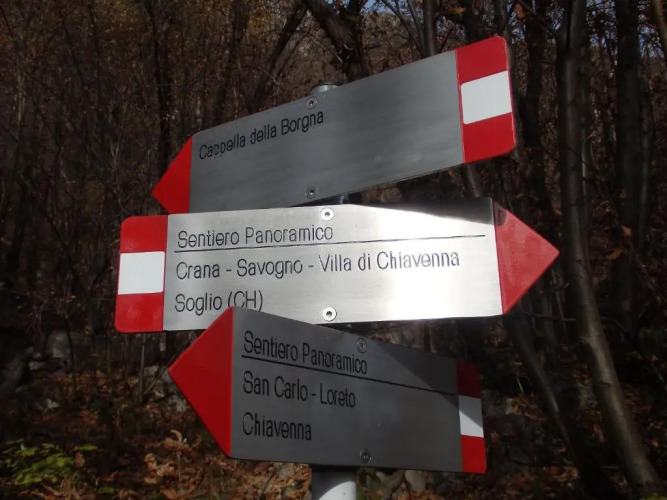 Cappella della Borgna
Sentiero Panoramico
Crana - Savogno - Villa di Chiavenna
Soglio (CH)
Sentiero Panoramico
San Carlo - Loreto
Chiavenna